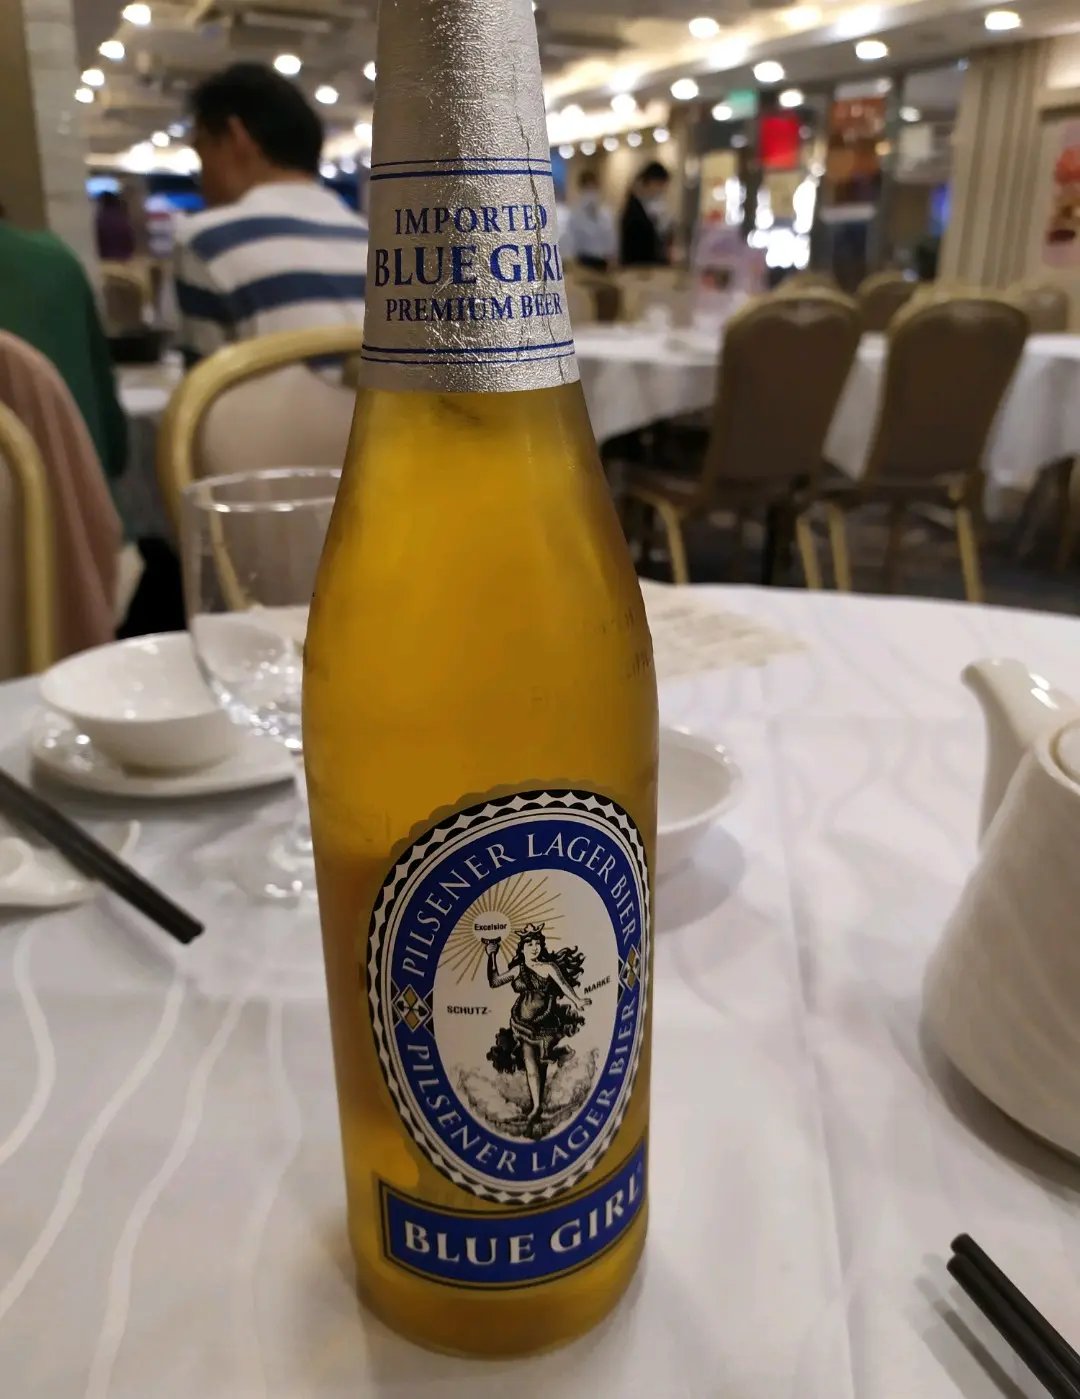 IMPORTED
BLUE GIRL
PREMIUM BEER
PILSENER LAGER BIER
Excelsior
SCHUTZ-
MARKE
PILSENER LAGER BIER
BLUE GIRL